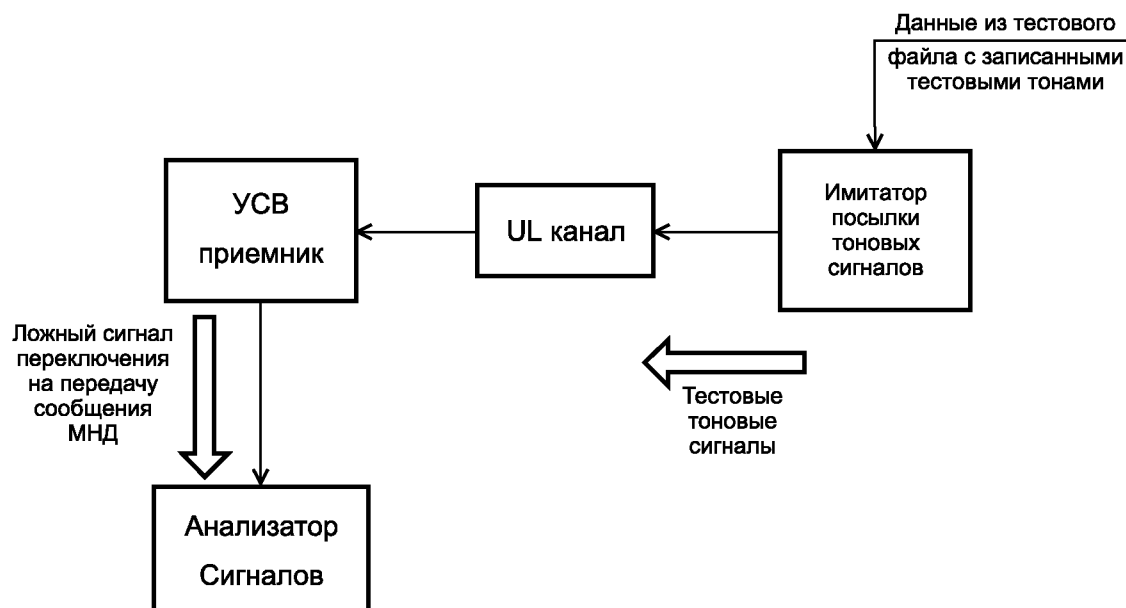 Данные из тестового
файла с записанными
тестовыми тонами
УСВ
приемник
UL канал
Имитатор
посылки
тоновых
сигналов
Ложный сигнал
переключения
на передачу
сообщения
МНД
Тестовые
тоновые
сигналы
Анализатор
Сигналов